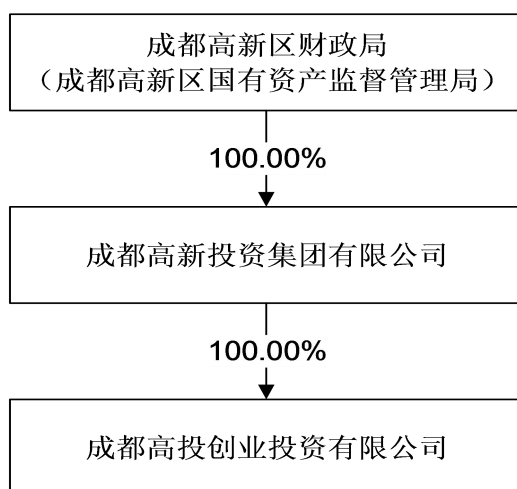 成都高新区财政局
（成都高新区国有资产监督管理局）
100.00%
成都高新投资集团有限公司
100.00%
成都高投创业投资有限公司